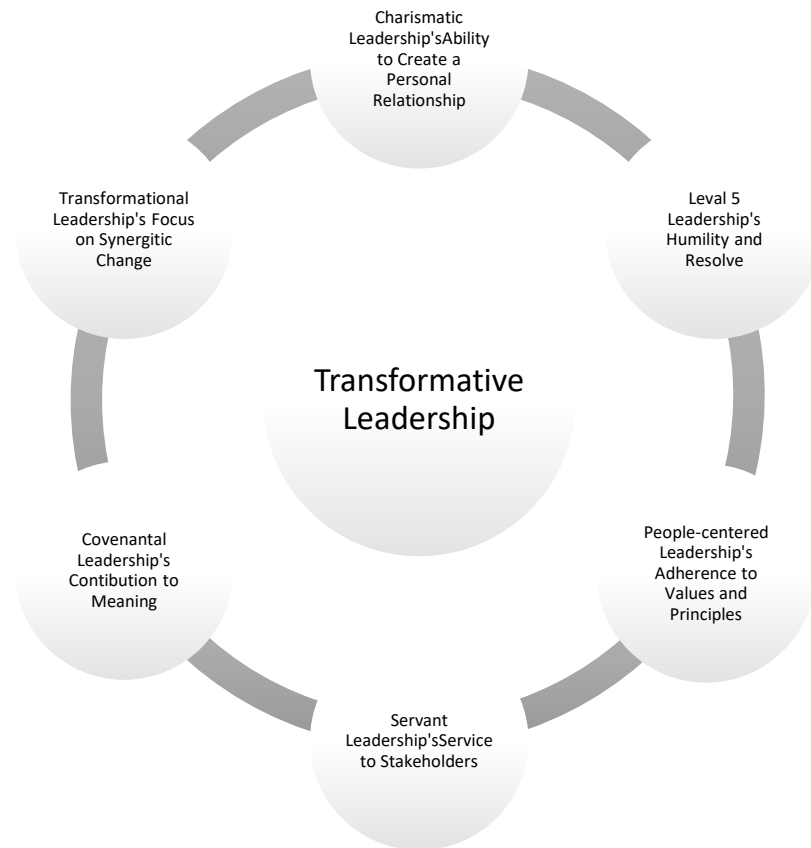 Charismatic
Leadership'sAbility
to Create a
Personal
Relationship
Transformational
Leadership's Focus
on Synergitic
Change
Leval 5
Leadership's
Humility and
Resolve
Transformative
Leadership
Covenantal
Leadership's
Contibution to
Meaning
People-centered
Leadership's
Adherence to
Values and
Principles
Servant
Leadership'sService
to Stakeholders